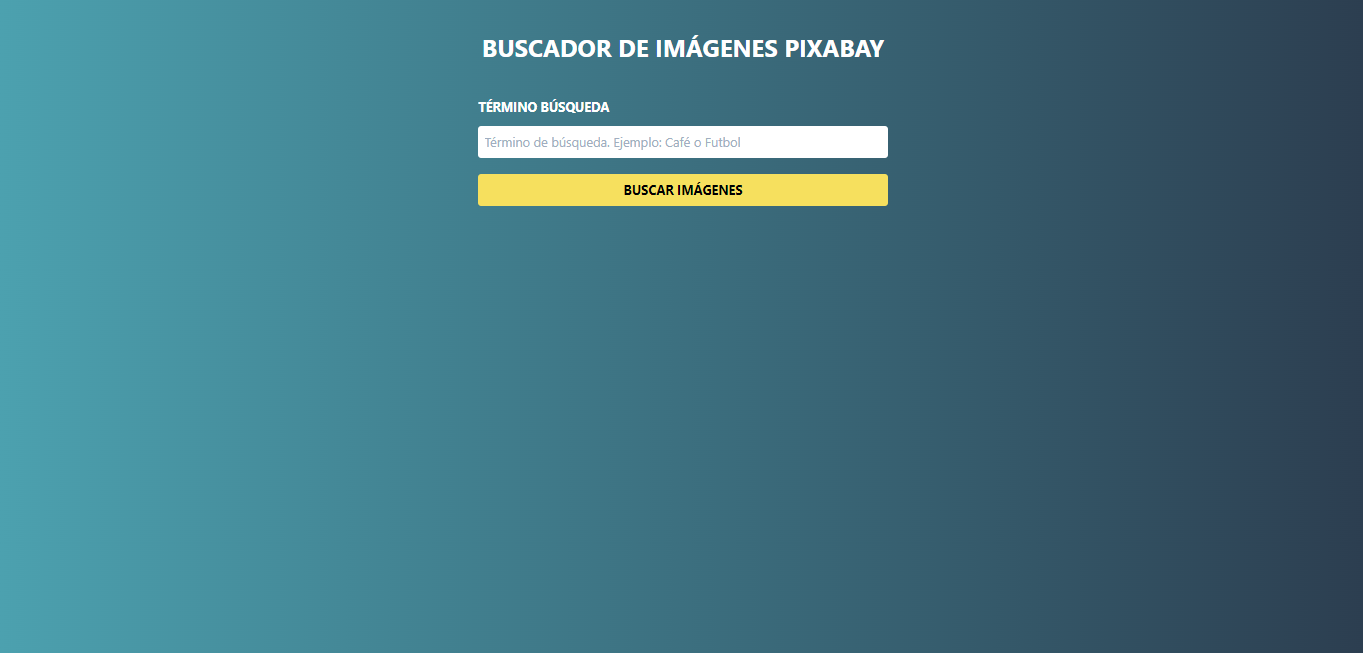 BUSCADOR DE IMÁGENES PIXABAY
TÉRMINO BÚSQUEDA
Término de búsqueda. Ejemplo: Café o Futbol
BUSCAR IMÁGENES